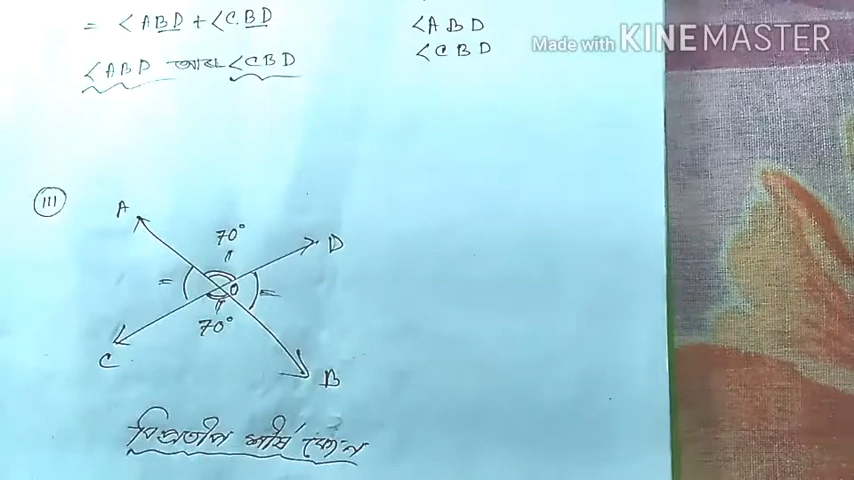 = <ABD + <CBD
<ABD
<CBD
<ABD আৰু <CBD
Made with KINEMASTER
III
A
70°
D
=
O
=
70°
C
B
বিপ্ৰতীপ শীৰ্ষ কোন